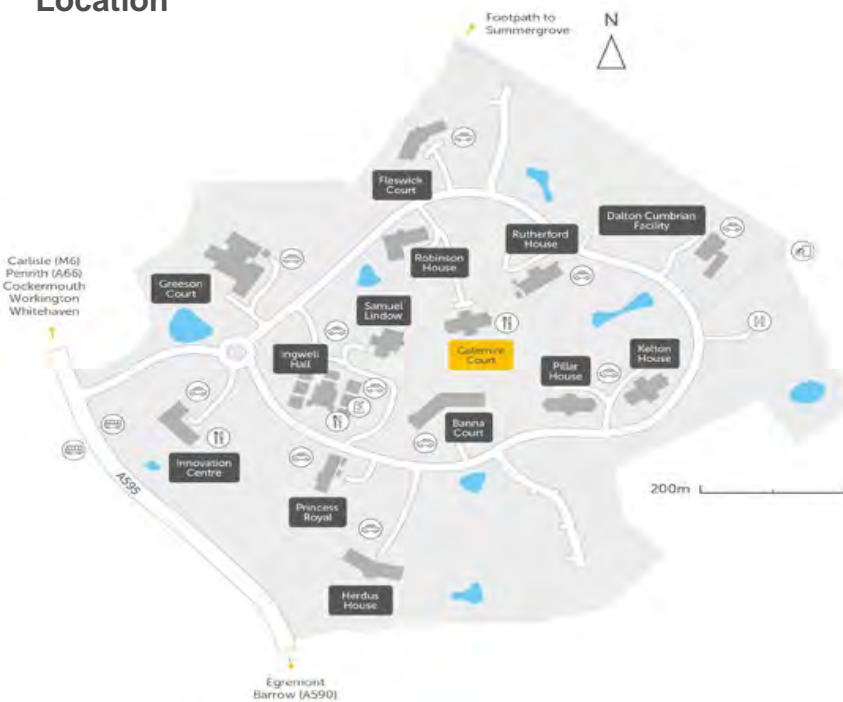 Location
Footpath to
Summergrove
N
Fleswick
Court
Dalton Cumbrian
Facility
Rutherford
House
Robinson
House
Carlisle (M6)
Penrith (A66)
Cockermouth
Workington
Whitehaven
Greeson
Court
Samuel
Lindow
Ingwell
Hall
Galemire
Court
Pillar
House
Kelton
House
H
Banna
Court
Innovation
Centre
A595
200m
Princess
Royal
Herdus
House
Egremont
Barrow (A590)